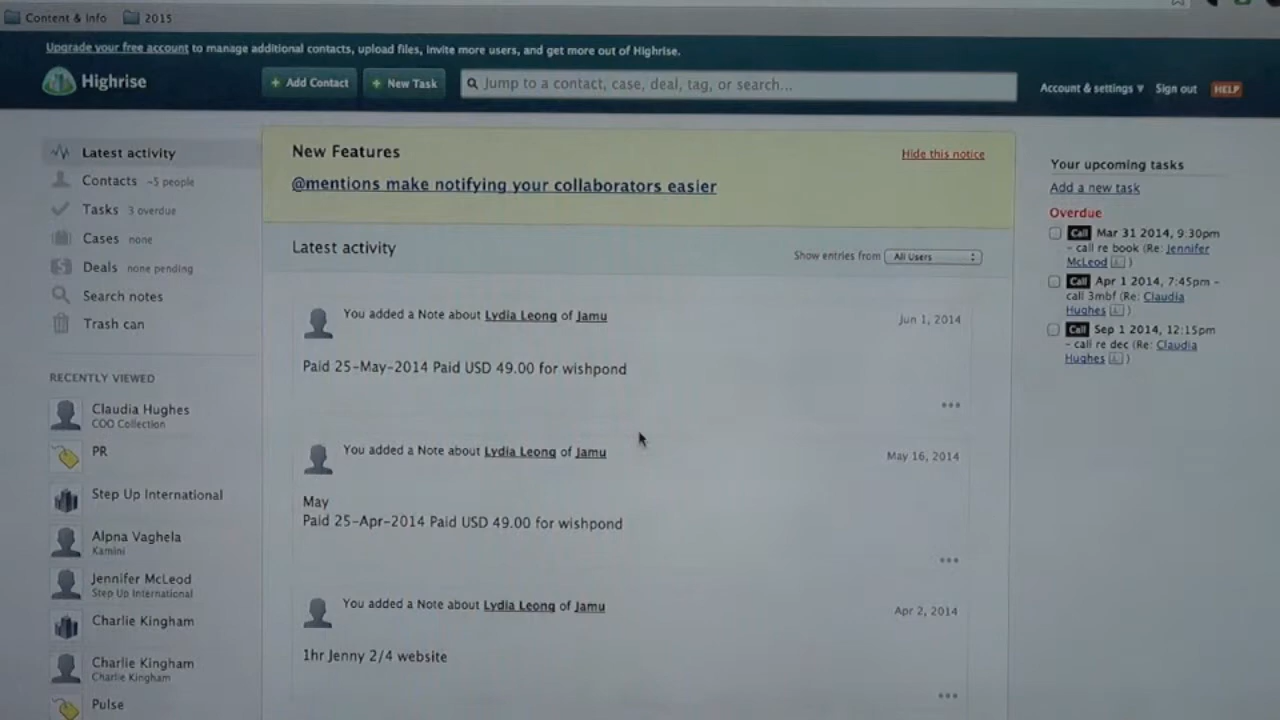 Content & Info
2015
Upgrade your free account to manage additional contacts, upload files, invite more users, and get more out of Highrise.
Highrise
+ Add Contact
+ New Task
Jump to a contact, case, deal, tag, or search...
Account & settings ▼
Sign out
HELP
Latest activity
Contacts ~5 people
Tasks 3 overdue
Cases none
Deals none pending
Search notes
Trash can
RECENTLY VIEWED
Claudia Hughes
COO Collection
PR
Step Up International
Alpna Vaghela
Kamini
Jennifer McLeod
Step Up International
Charlie Kingham
Charlie Kingham
Charlie Kingham
Pulse
New Features
Hide this notice
@mentions make notifying your collaborators easier
Latest activity
Show entries from All Users
You added a Note about Lydia Leong of Jamu
Jun 1, 2014
Paid 25-May-2014 Paid USD 49.00 for wishpond
You added a Note about Lydia Leong of Jamu
May 16, 2014
May
Paid 25-Apr-2014 Paid USD 49.00 for wishpond
You added a Note about Lydia Leong of Jamu
Apr 2, 2014
1hr Jenny 2/4 website
Your upcoming tasks
Add a new task
Overdue
Call Mar 31 2014, 9:30pm
– call re book (Re: Jennifer
McLeod )
Call Apr 1 2014, 7:45pm –
call 3mbf (Re: Claudia
Hughes )
Call Sep 1 2014, 12:15pm
– call re dec (Re: Claudia
Hughes )